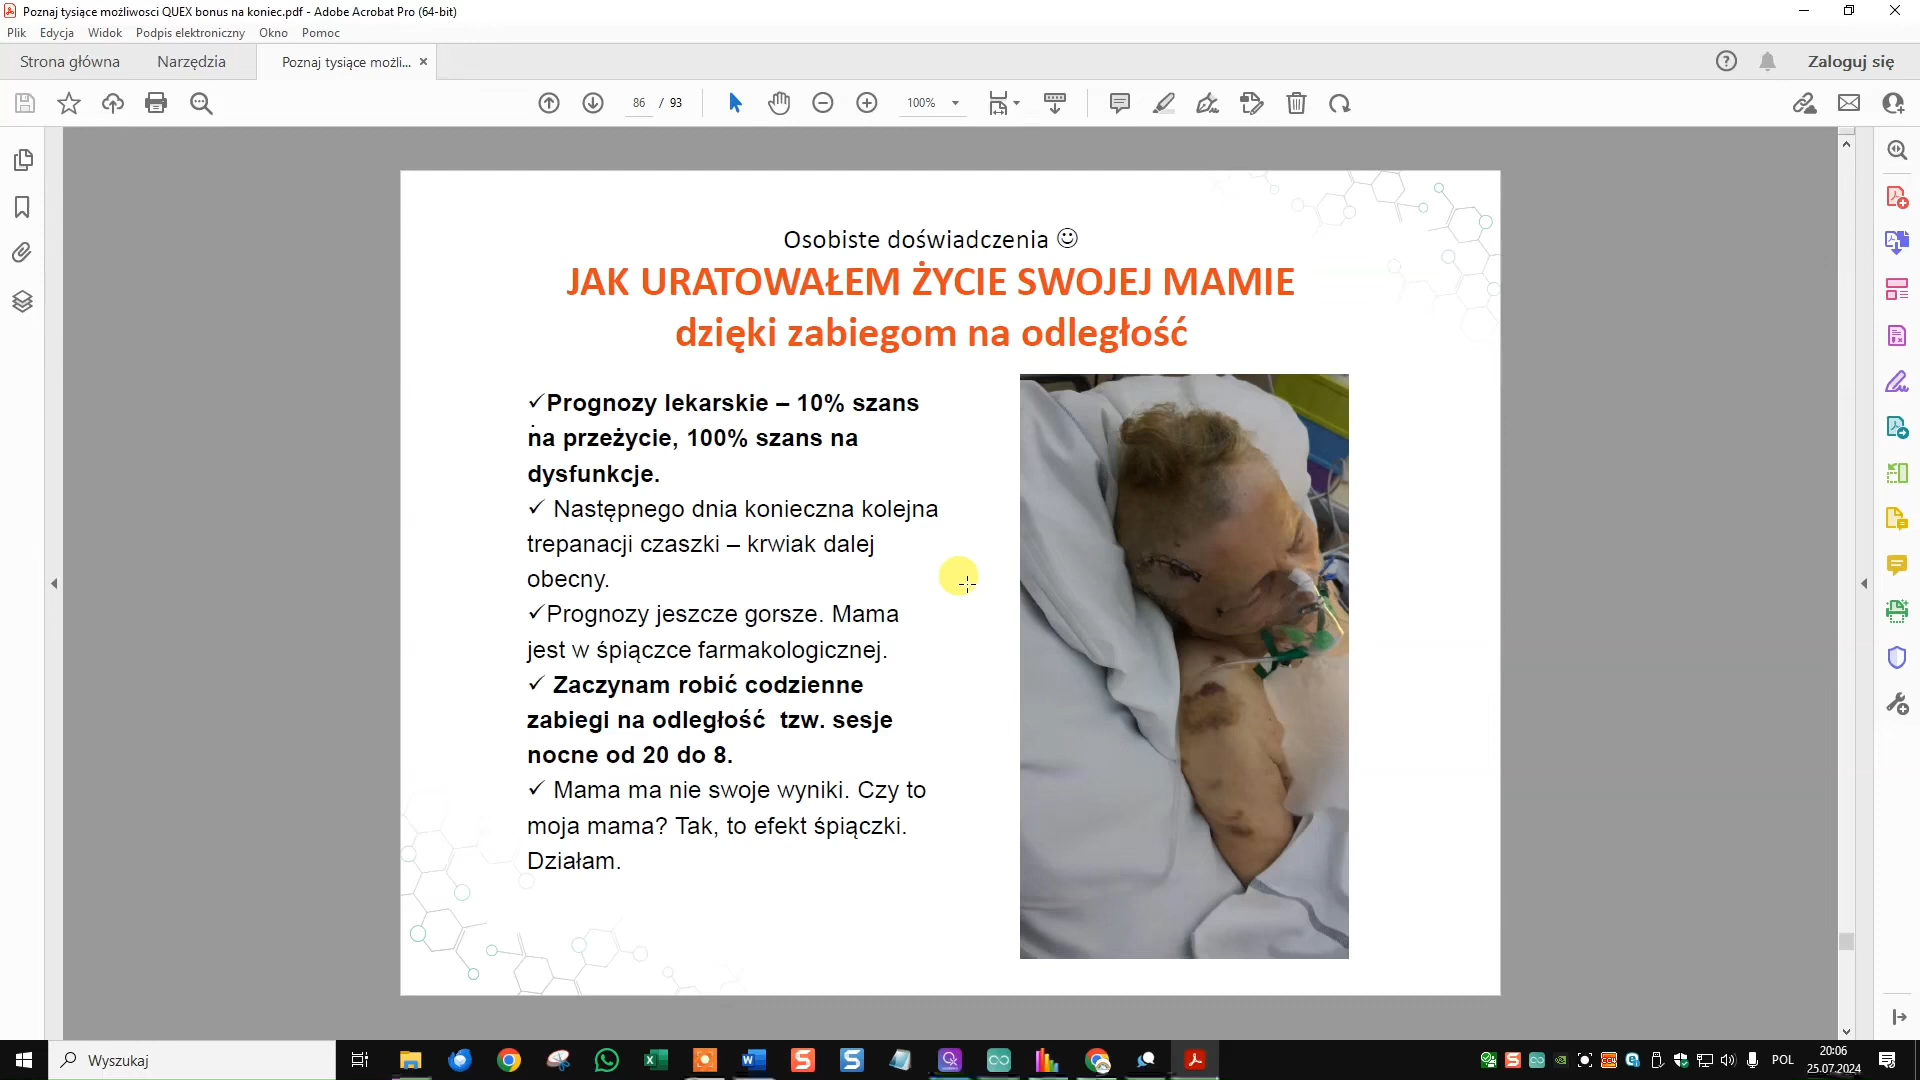 Poznaj tysiące możliwosci QUEX bonus na koniec.pdf - Adobe Acrobat Pro (64-bit)
Plik Edycja Widok Podpis elektroniczny Okno Pomoc
Strona główna Narzędzia Poznaj tysiące możli... × Zaloguj się
86 / 93 100%
Osobiste doświadczenia ☺
JAK URATOWAŁEM ŻYCIE SWOJEJ MAMIE
dzięki zabiegom na odległość
✓Prognozy lekarskie – 10% szans
na przeżycie, 100% szans na
dysfunkcje.
✓ Następnego dnia konieczna kolejna
trepanacji czaszki – krwiak dalej
obecny.
✓Prognozy jeszcze gorsze. Mama
jest w śpiączce farmakologicznej.
✓ Zaczynam robić codzienne
zabiegi na odległość tzw. sesje
nocne od 20 do 8.
✓ Mama ma nie swoje wyniki. Czy to
moja mama? Tak, to efekt śpiączki.
Działam.
Wyszukaj
POL
20:06
25.07.2024